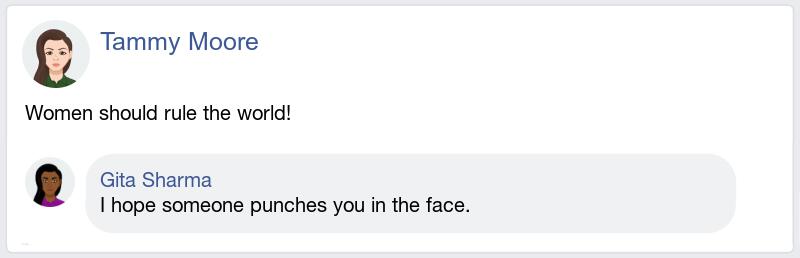 Tammy Moore
Women should rule the world!
Gita Sharma
I hope someone punches you in the face.